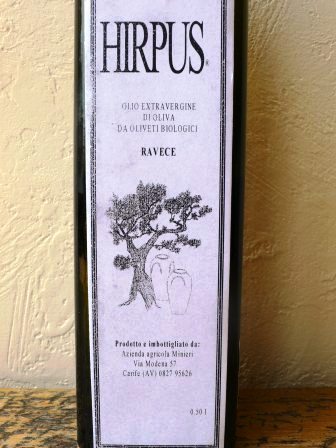 HIRPUS®
OLIO EXTRAVERGINE
DI OLIVA
DA OLIVETI BIOLOGICI
RAVECE
Prodotto e imbottigliato da:
Azienda agricola Minieri
Via Modena 57
Carife (AV) 0827 95626
0.50 l